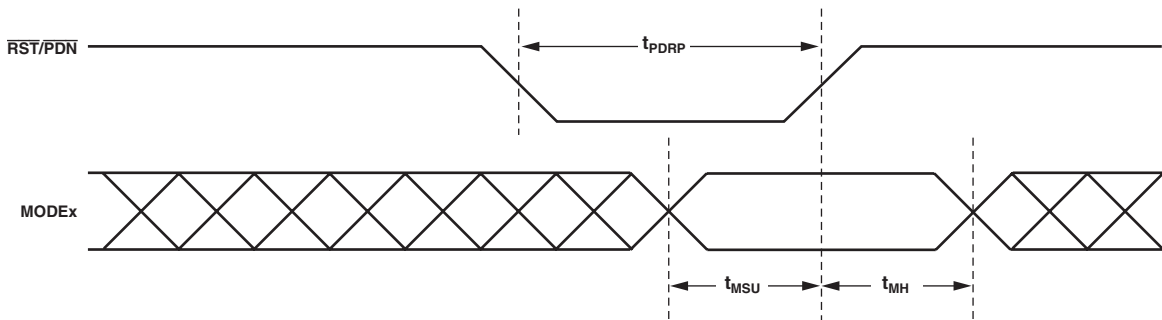 RST/PDN
tPDRP
MODEx
tMSU
tMH